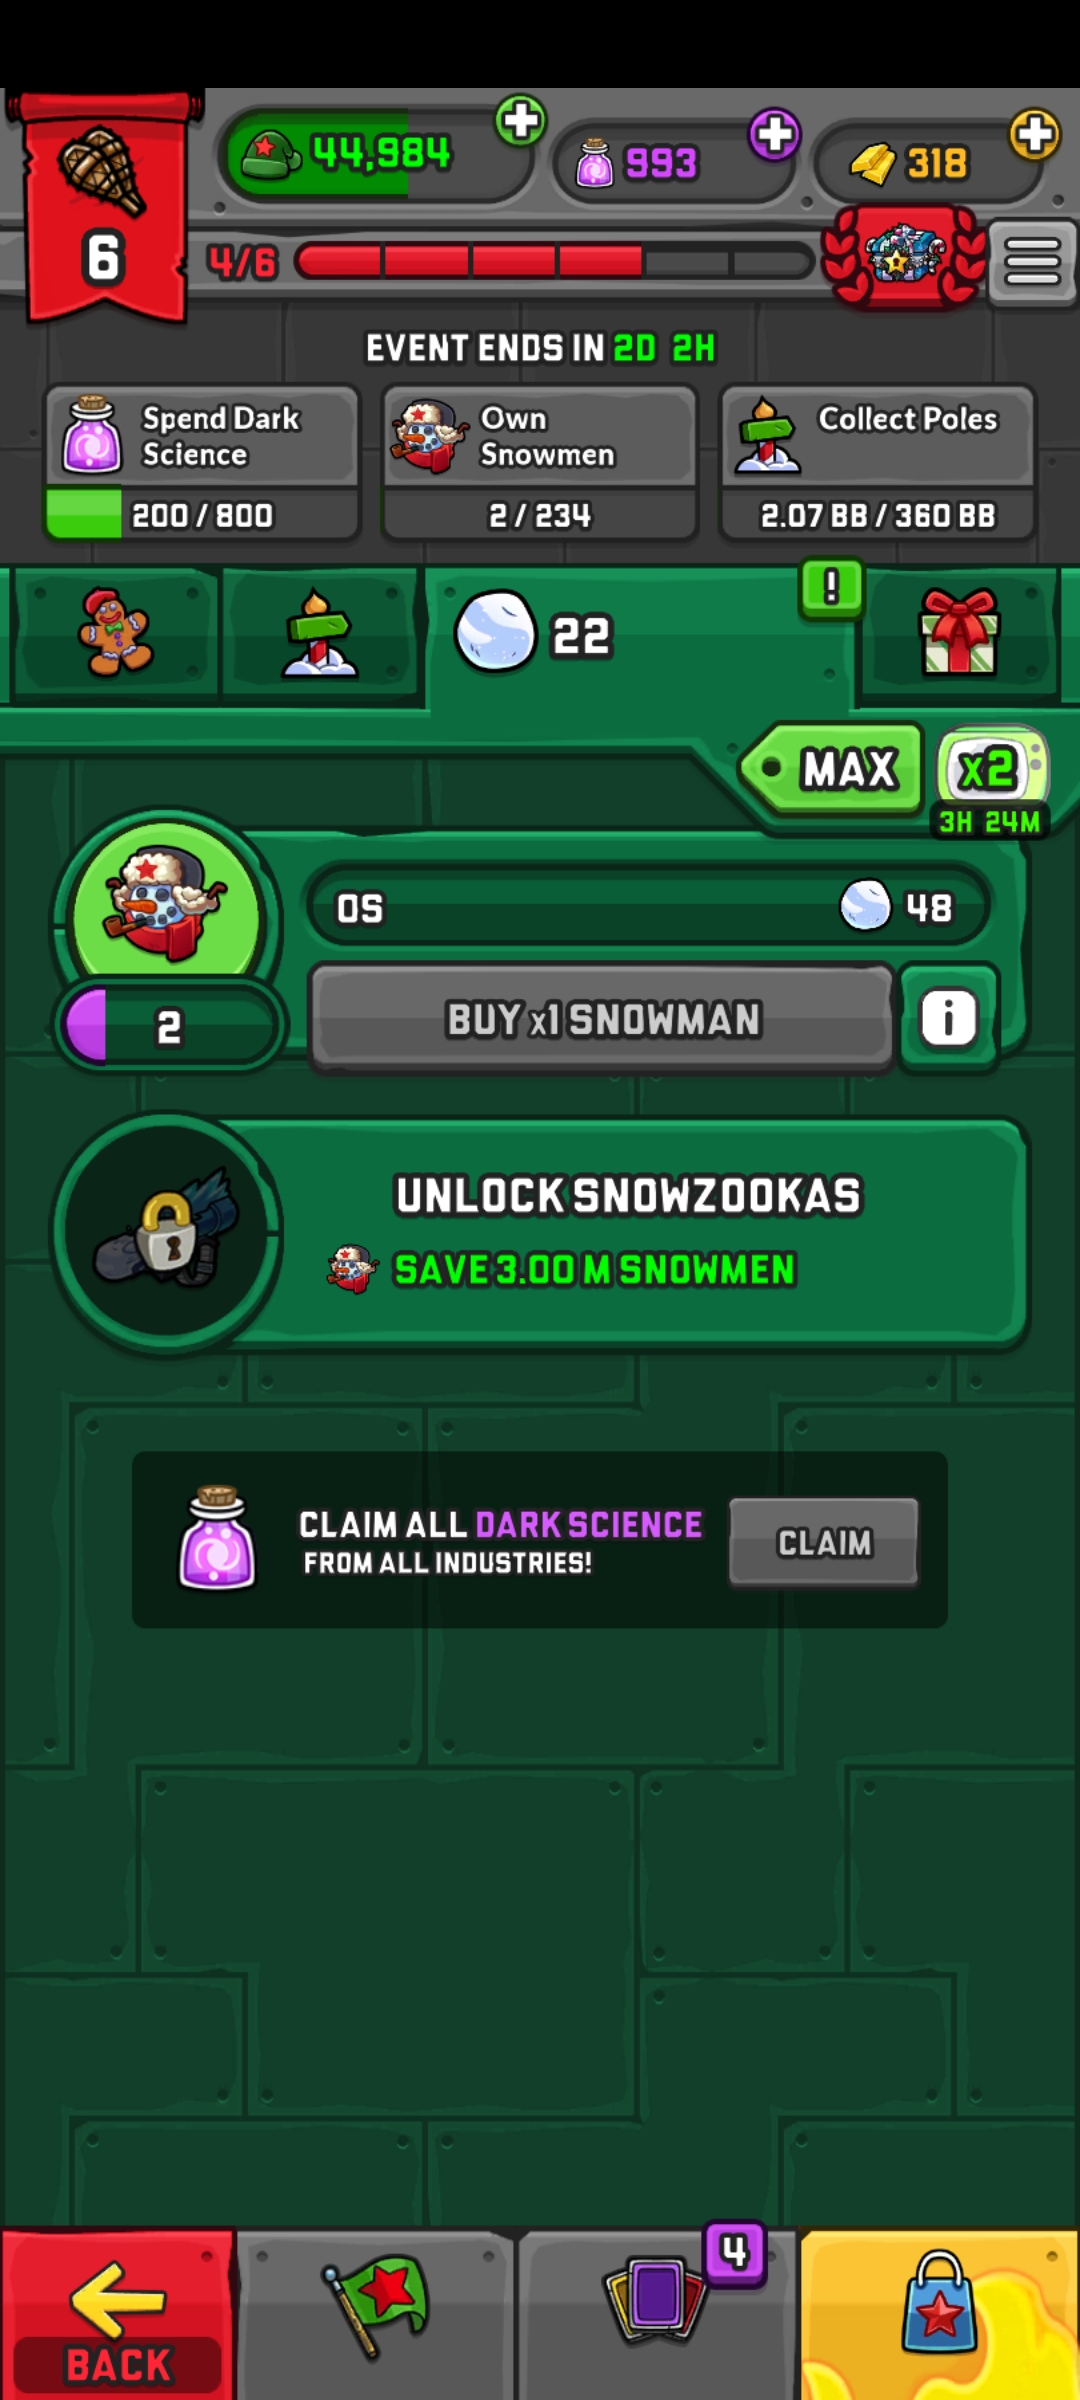 44,984
993
318
6
4/6
EVENT ENDS IN 2D 2H
Spend Dark
Science
200 / 800
Own
Snowmen
2 / 234
Collect Poles
2.07 BB / 360 BB
22
!
MAX
x2
3H 24M
0S
48
2
BUY x1 SNOWMAN
i
UNLOCK SNOWZOOKAS
SAVE 3.00 M SNOWMEN
CLAIM ALL DARK SCIENCE
FROM ALL INDUSTRIES!
CLAIM
4
BACK